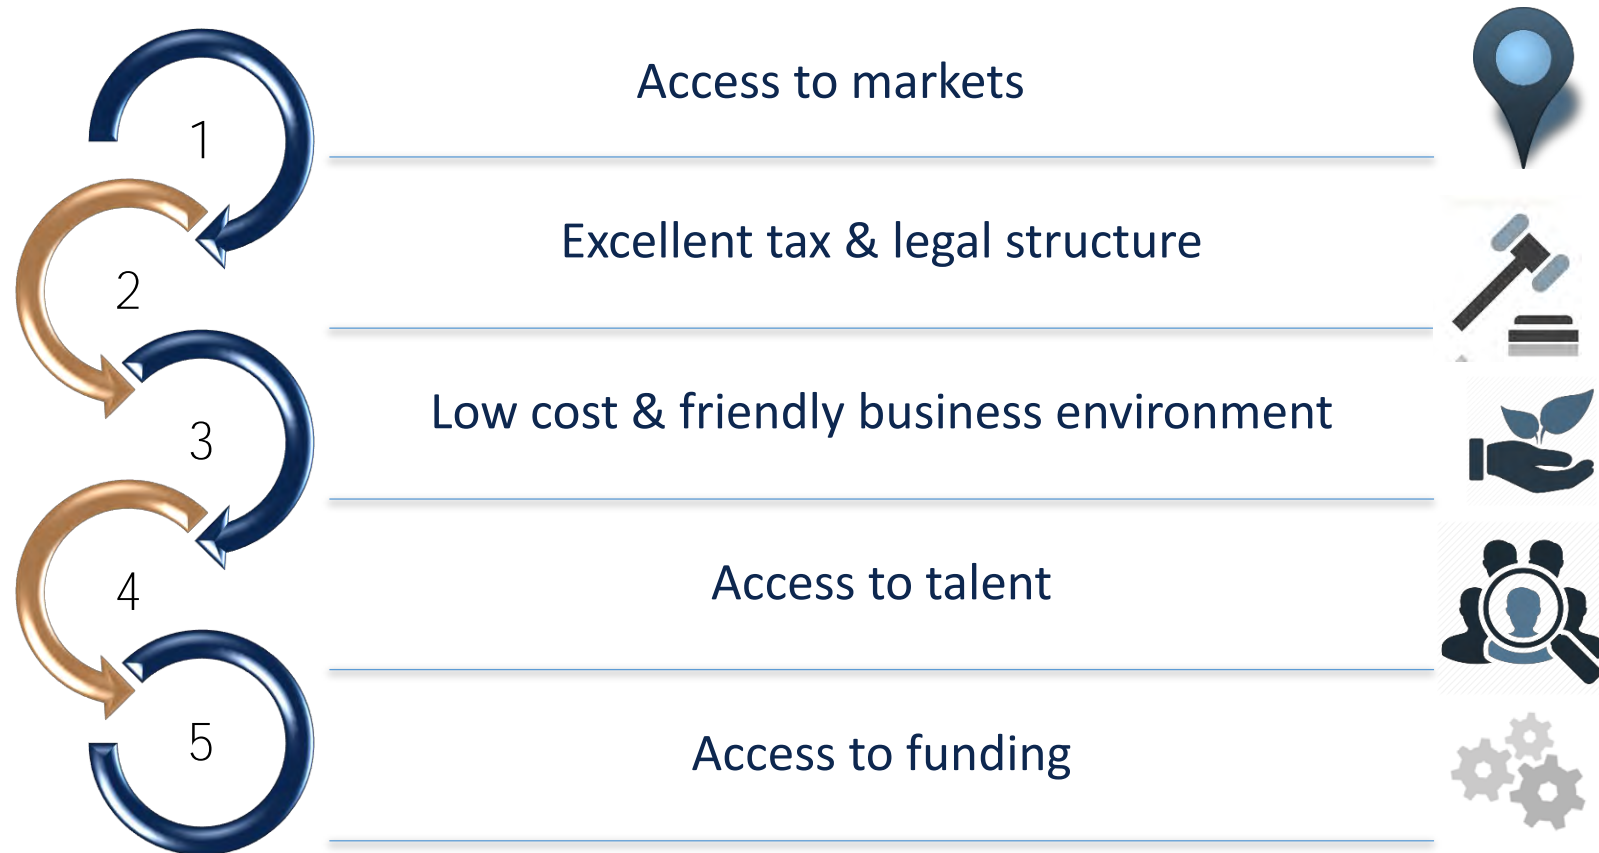 1
Access to markets
2
Excellent tax & legal structure
3
Low cost & friendly business environment
4
Access to talent
5
Access to funding